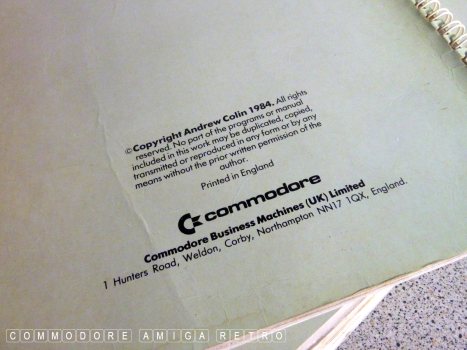 © Copyright Andrew Colin 1984. All rights
reserved. No part of the programs or manual
included in this work may be duplicated, copied,
transmitted or reproduced in any form or by any
means without the prior written permission of the
author.
Printed in England
commodore
Commodore Business Machines (UK) Limited
1 Hunters Road, Weldon, Corby, Northampton NN17 1QX, England.
COMMODORE AMIGA RETRO